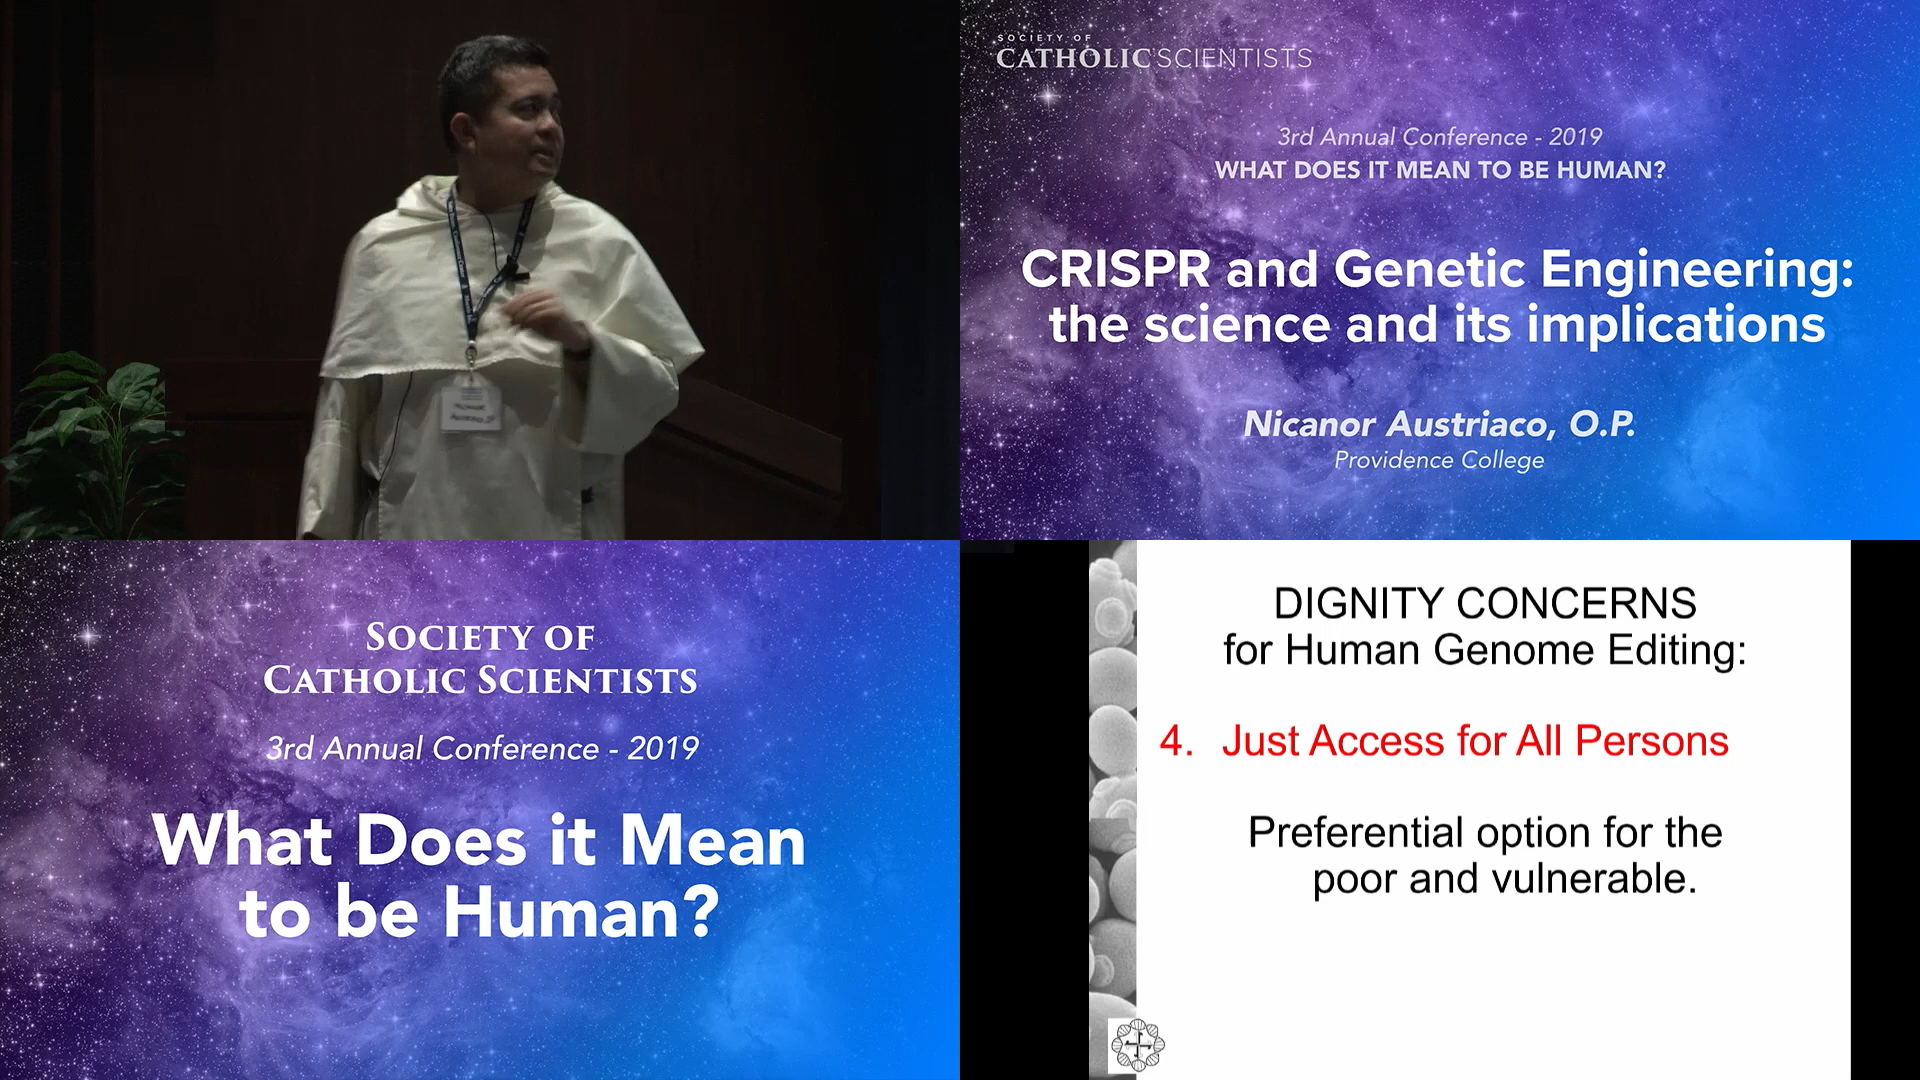 SOCIETY OF
CATHOLIC SCIENTISTS
3rd Annual Conference - 2019
WHAT DOES IT MEAN TO BE HUMAN?
CRISPR and Genetic Engineering:
the science and its implications
Nicanor Austriaco, O.P.
Providence College
SOCIETY OF
CATHOLIC SCIENTISTS
3rd Annual Conference - 2019
What Does it Mean
to be Human?
DIGNITY CONCERNS
for Human Genome Editing:
4. Just Access for All Persons
Preferential option for the
poor and vulnerable.